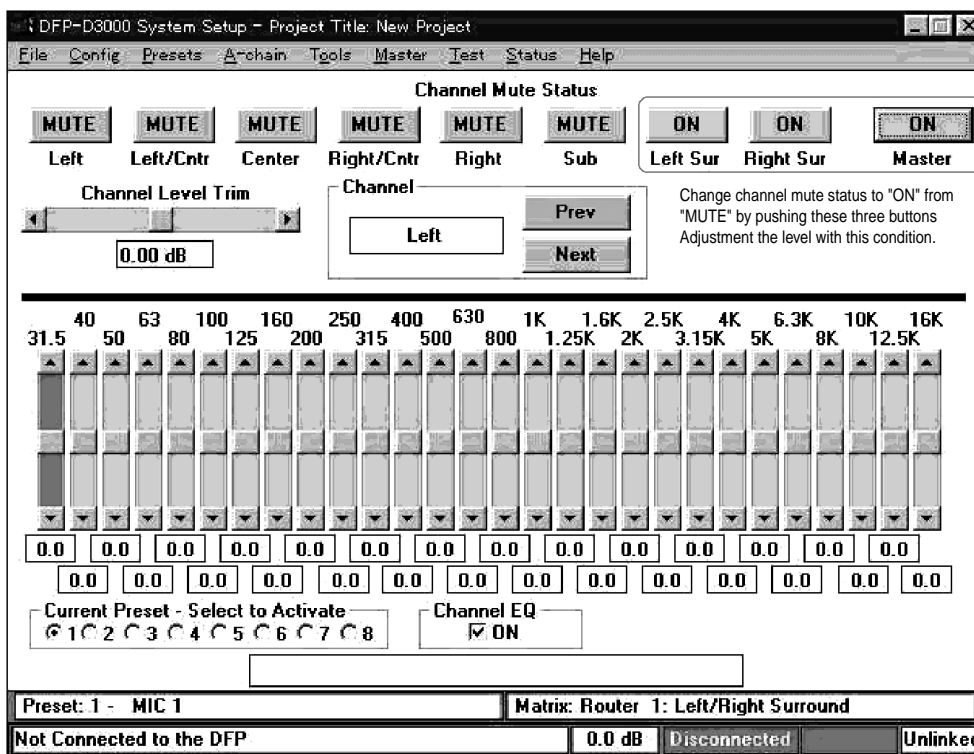 DFP-D3000 System Setup - Project Title: New Project
File Config Presets A-chain Tools Master Test Status Help
Channel Mute Status
MUTE MUTE MUTE MUTE MUTE MUTE ON ON ON
Left Left/Cntr Center Right/Cntr Right Sub Left Sur Right Sur Master
Channel Level Trim
0.00 dB
Channel
Left
Prev
Next
Change channel mute status to "ON" from
"MUTE" by pushing these three buttons
Adjustment the level with this condition.
40 63 100 160 250 400 630 1K 1.6K 2.5K 4K 6.3K 10K 16K
31.5 50 80 125 200 315 500 800 1.25K 2K 3.15K 5K 8K 12.5K
0.0 0.0 0.0 0.0 0.0 0.0 0.0 0.0 0.0 0.0 0.0 0.0 0.0 0.0
0.0 0.0 0.0 0.0 0.0 0.0 0.0 0.0 0.0 0.0 0.0 0.0 0.0 0.0
Current Preset - Select to Activate
1 2 3 4 5 6 7 8
Channel EQ
ON
Preset: 1 - MIC 1
Matrix: Router 1: Left/Right Surround
Not Connected to the DFP 0.0 dB Disconnected Unlinked